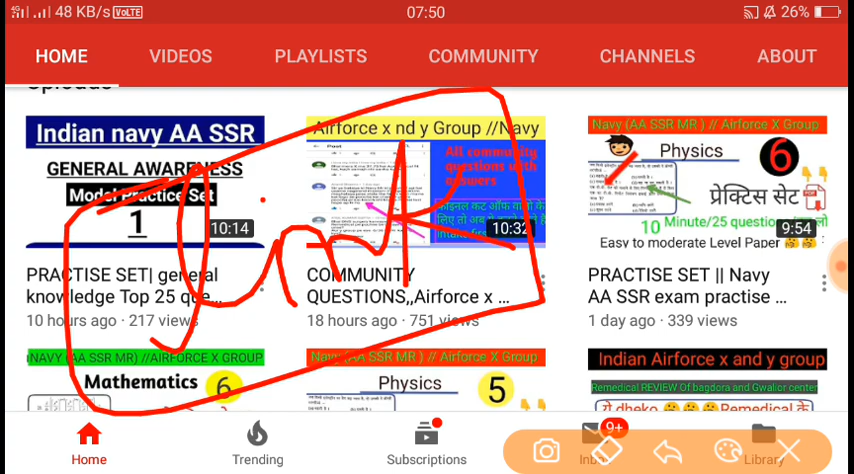 4G 48 KB/s VoLTE 07:50 26%
HOME VIDEOS PLAYLISTS COMMUNITY CHANNELS ABOUT
Uploads
Indian navy AA SSR
GENERAL AWARENESS
Model Practice Set
1
10:14
PRACTISE SET| general
knowledge Top 25 que...
10 hours ago · 217 views
Airforce x nd y Group //Navy
All community
questions with
answers
10:32
COMMUNITY
QUESTIONS,,Airforce x ...
18 hours ago · 751 views
Navy (AA SSR MR) // Airforce X Group
Physics
6
प्रेक्टिस सेट
10 Minute/25 question
9:54
Easy to moderate Level Paper
PRACTISE SET || Navy
AA SSR exam practise ...
1 day ago · 339 views
NAVY (AA SSR MR) //AIRFORCE X GROUP
Mathematics 6
Navy (AA SSR MR) // Airforce X Group
Physics 5
Indian Airforce x and y group
Remedical REVIEW Of bagdora and Gwalior center
ये dheko Remedical के
9+
Home Trending Subscriptions Library